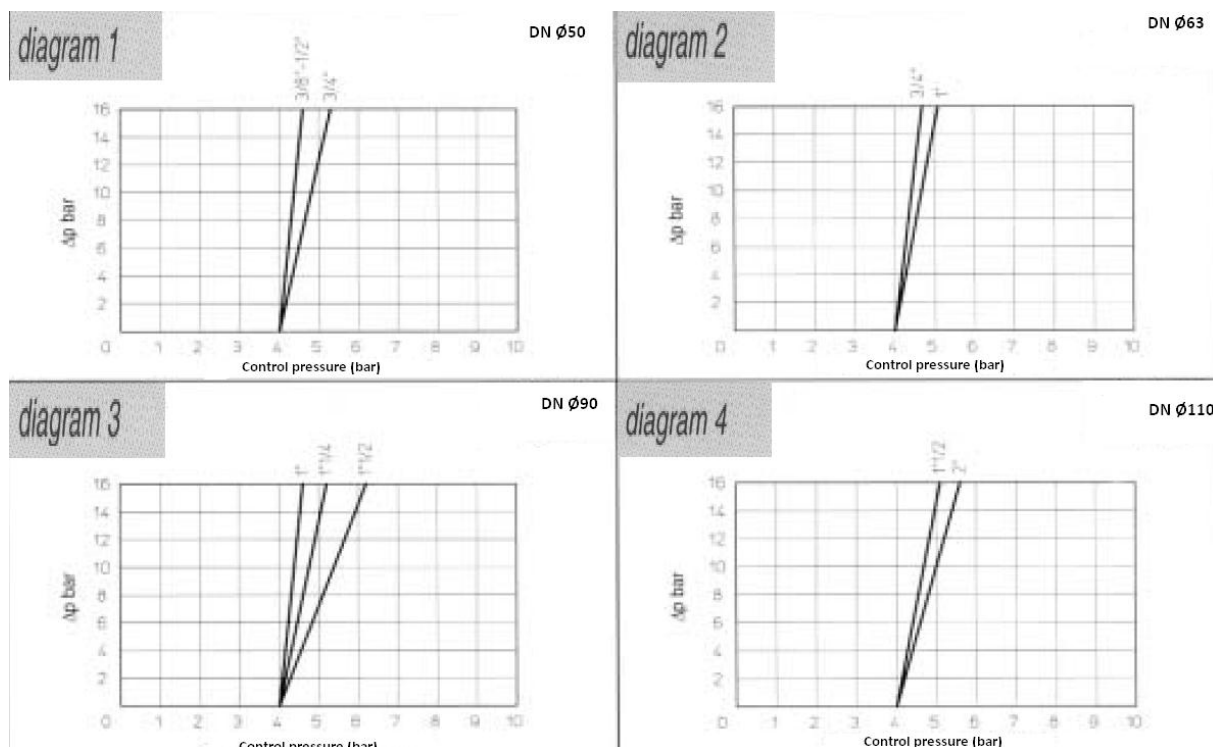 diagram 1
DN Ø50
3/8"-1/2"
3/4"
16
14
12
10
8
6
4
2
Δp bar
0 1 2 3 4 5 6 7 8 9 10
Control pressure (bar)
diagram 2
DN Ø63
3/4"
1"
16
14
12
10
8
6
4
2
Δp bar
0 1 2 3 4 5 6 7 8 9 10
Control pressure (bar)
diagram 3
DN Ø90
1"
1"1/4
1"1/2
16
14
12
10
8
6
4
2
Δp bar
0 1 2 3 4 5 6 7 8 9 10
Control pressure (bar)
diagram 4
DN Ø110
1"1/2
2"
16
14
12
10
8
6
4
2
Δp bar
0 1 2 3 4 5 6 7 8 9 10
Control pressure (bar)